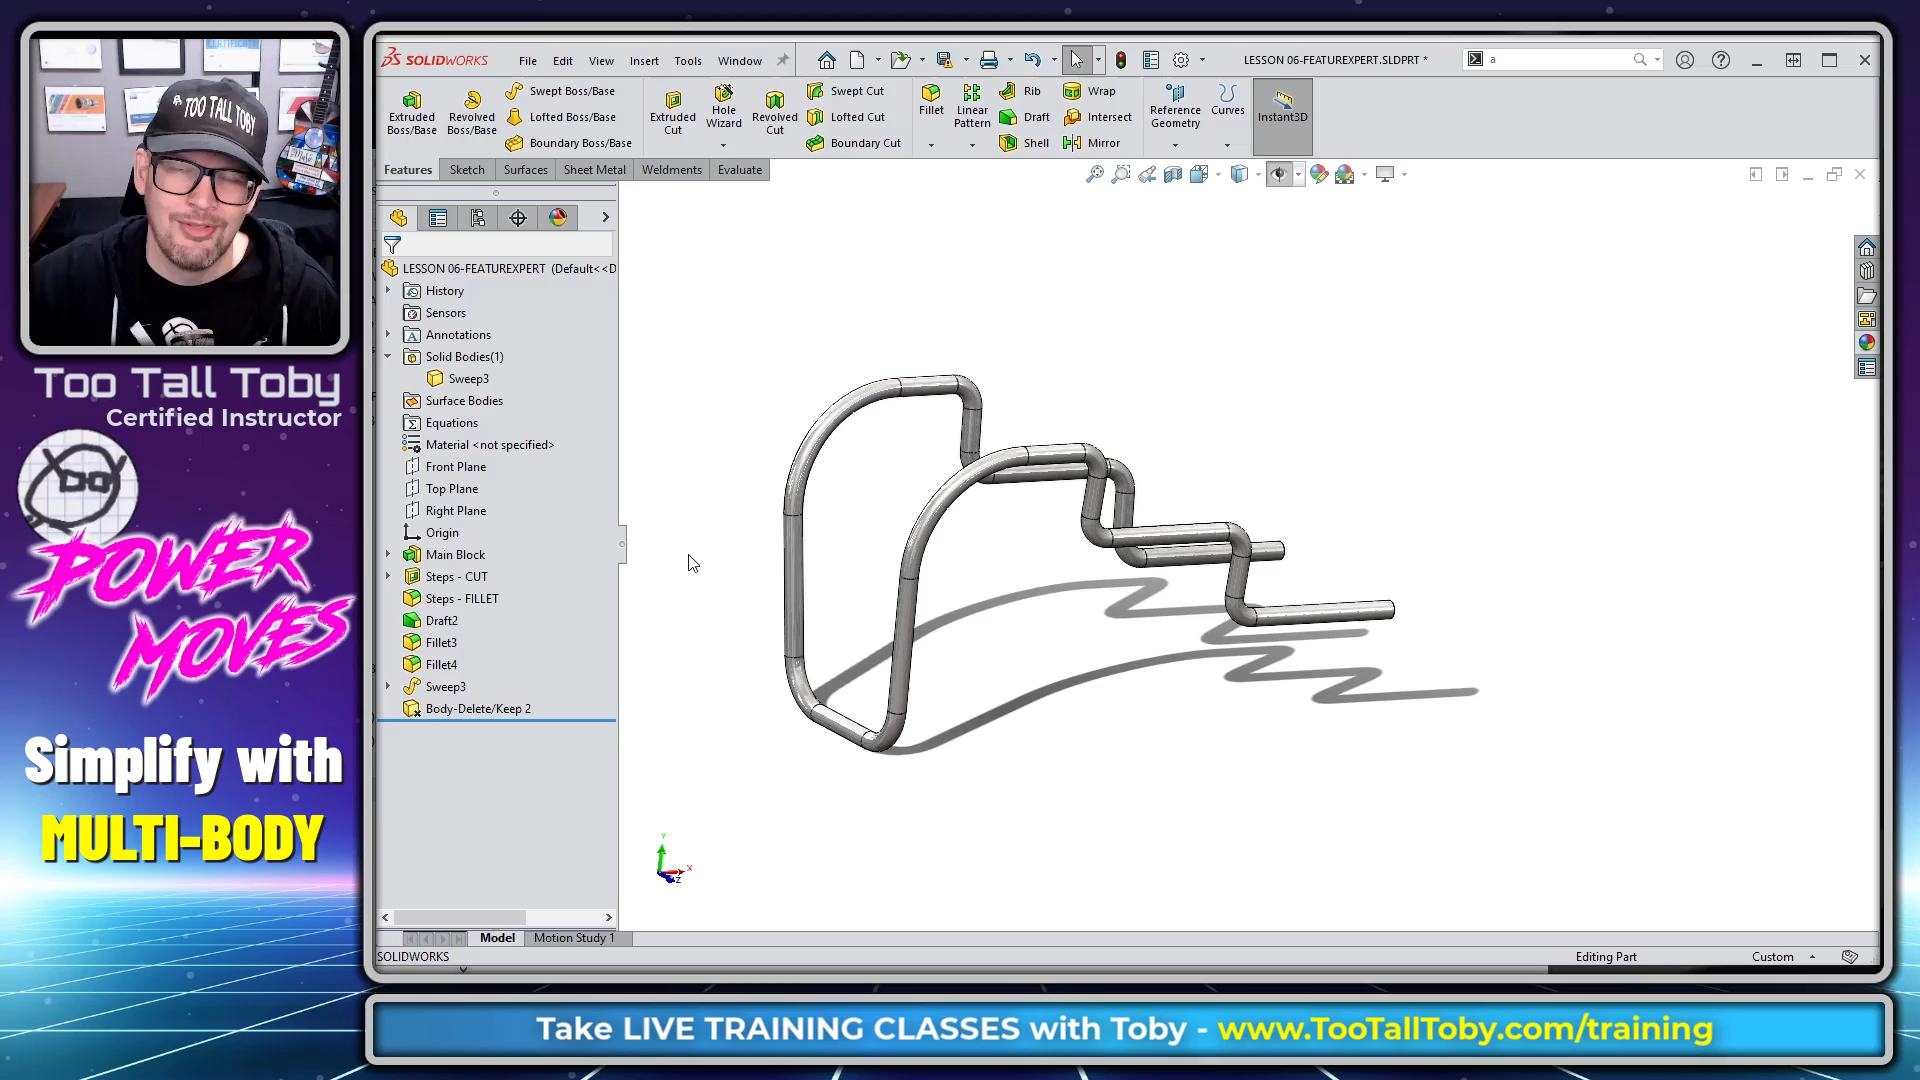 TOO TALL TOBY
Too Tall Toby
Certified Instructor
POWER
MOVES
Simplify with
MULTI-BODY
SOLIDWORKS
File
Edit
View
Insert
Tools
Window
LESSON 06-FEATUREXPERT.SLDPRT *
a
Extruded
Boss/Base
Revolved
Boss/Base
Swept Boss/Base
Lofted Boss/Base
Boundary Boss/Base
Extruded
Cut
Hole
Wizard
Revolved
Cut
Swept Cut
Lofted Cut
Boundary Cut
Fillet
Linear
Pattern
Rib
Draft
Shell
Wrap
Intersect
Mirror
Reference
Geometry
Curves
Instant3D
Features
Sketch
Surfaces
Sheet Metal
Weldments
Evaluate
LESSON 06-FEATUREXPERT (Default<<D
History
Sensors
Annotations
Solid Bodies(1)
Sweep3
Surface Bodies
Equations
Material <not specified>
Front Plane
Top Plane
Right Plane
Origin
Main Block
Steps - CUT
Steps - FILLET
Draft2
Fillet3
Fillet4
Sweep3
Body-Delete/Keep 2
Y
X
Z
Model
Motion Study 1
SOLIDWORKS
Editing Part
Custom
Take LIVE TRAINING CLASSES with Toby - www.TooTallToby.com/training